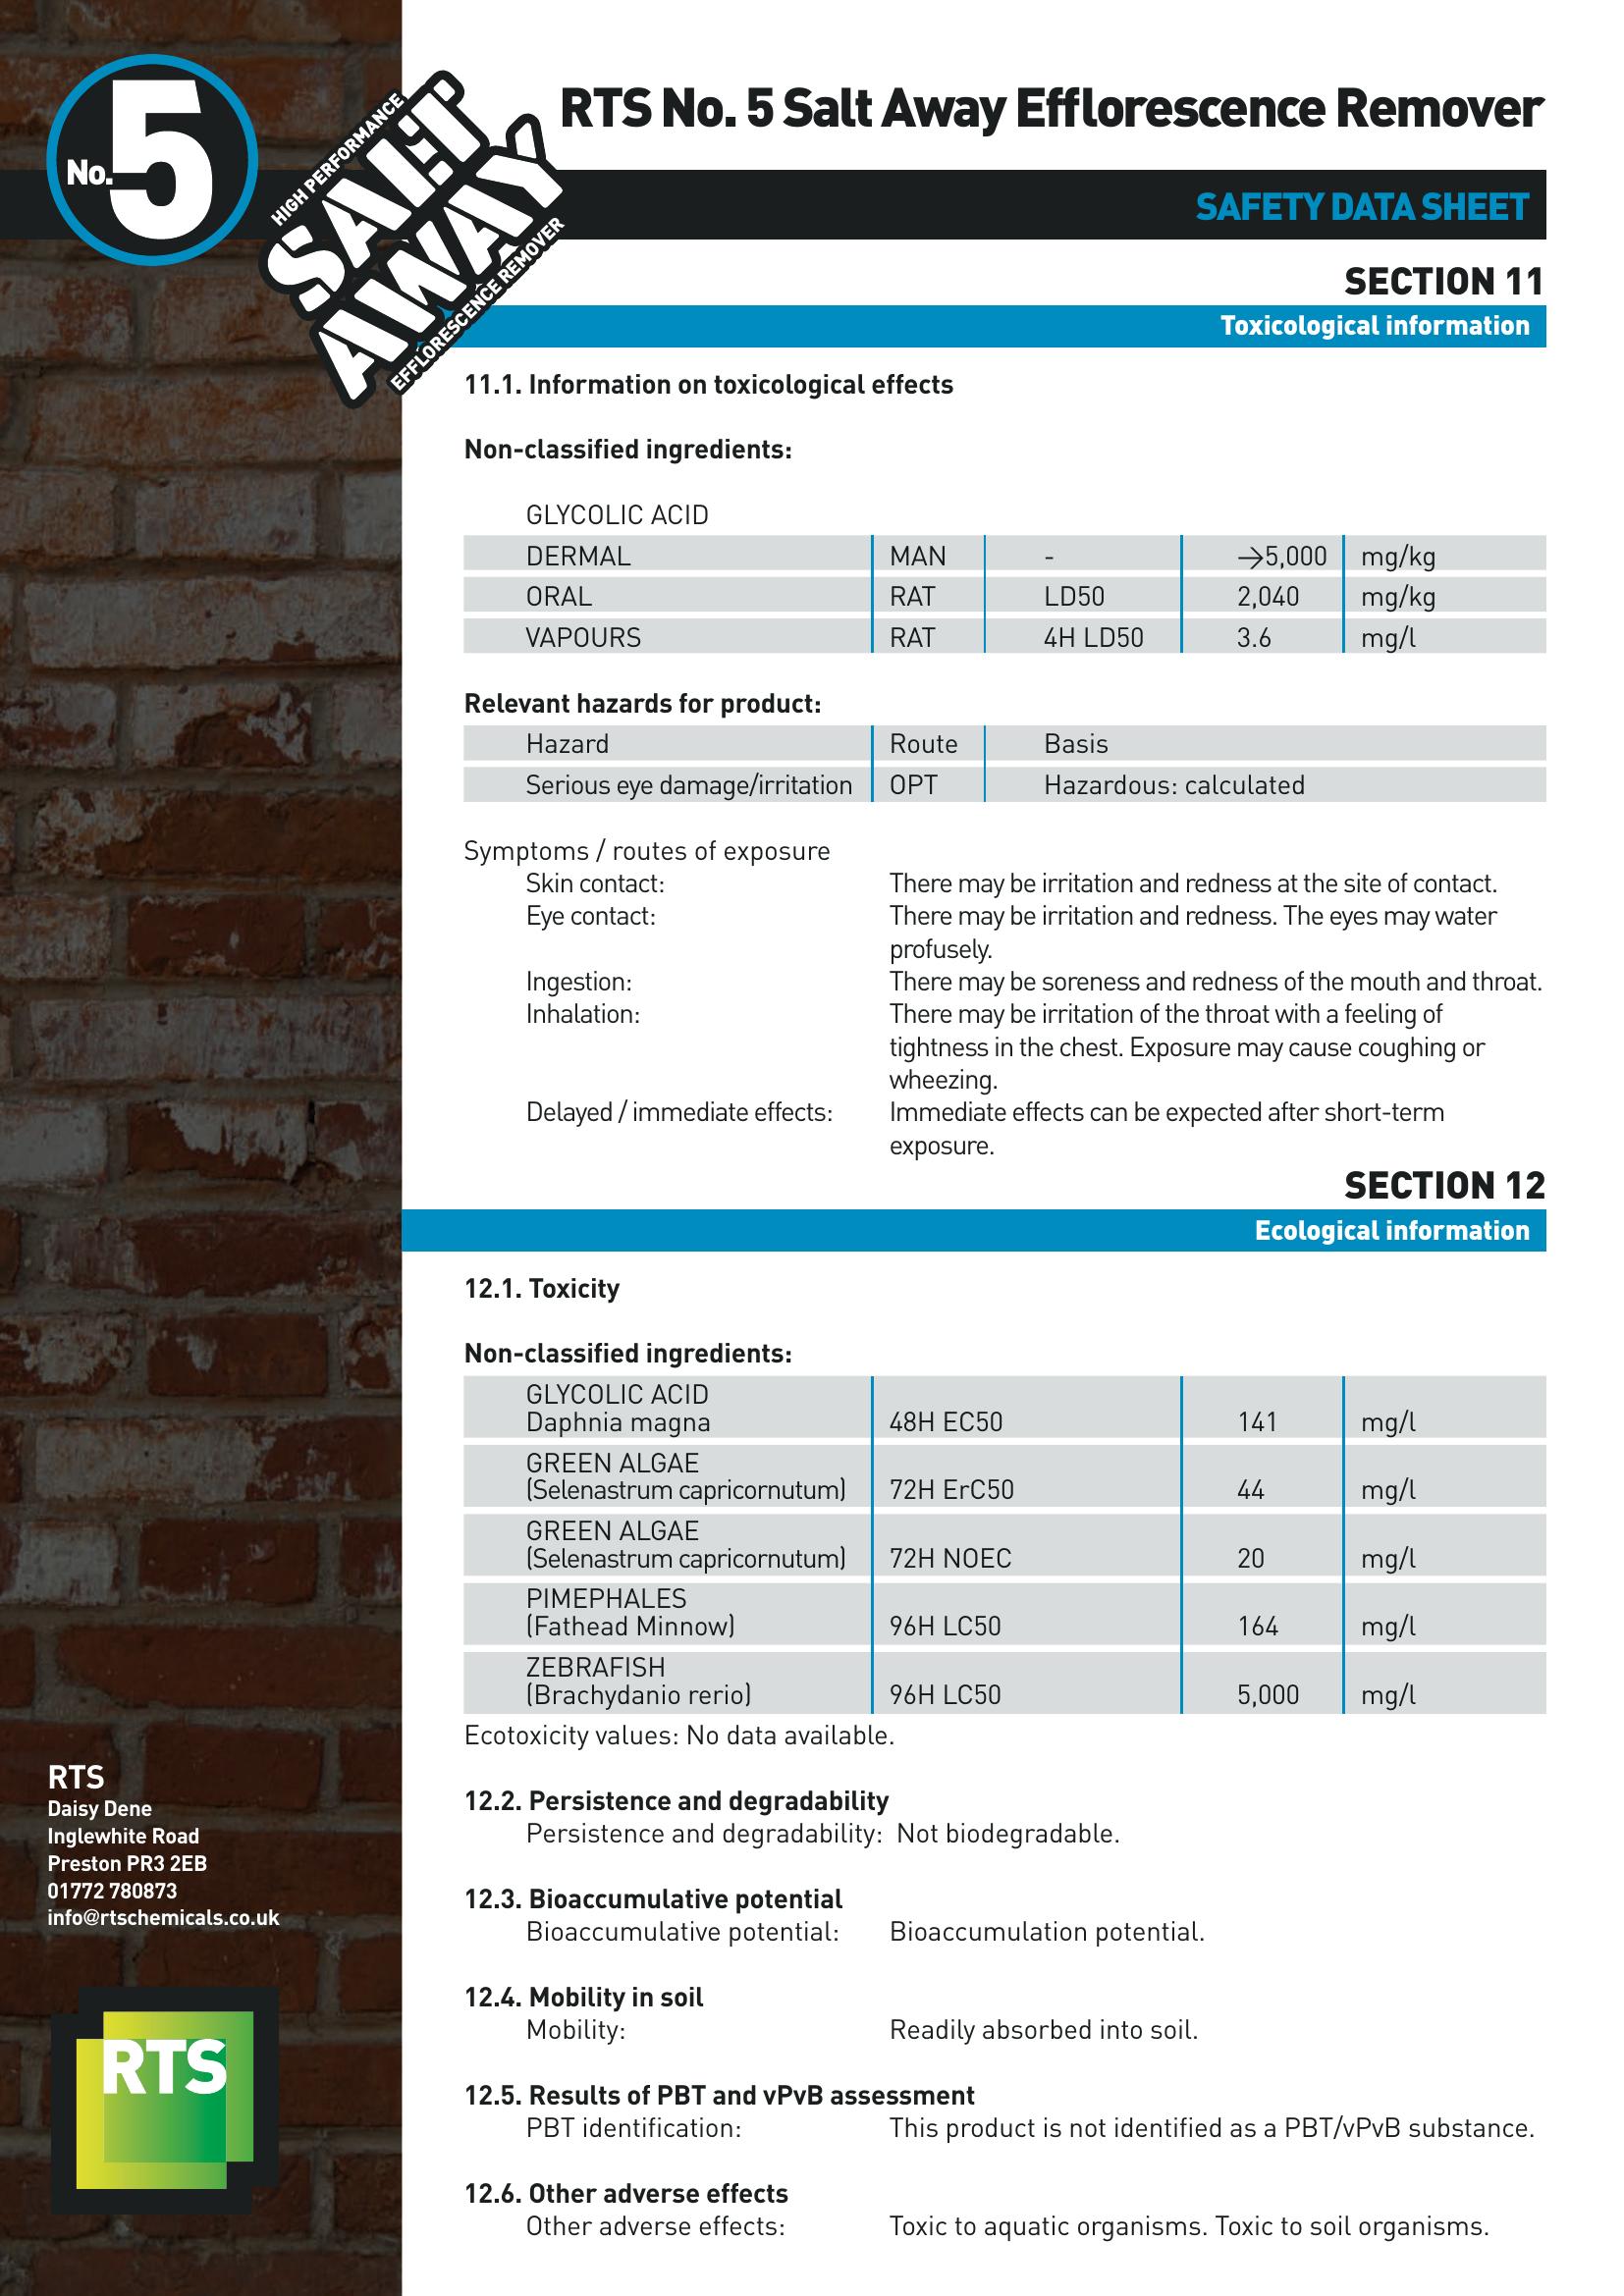 No.5
HIGH PERFORMANCE
SALT
AWAY
EFFLORESCENCE REMOVER
RTS No. 5 Salt Away Efflorescence Remover
SAFETY DATA SHEET
SECTION 11
Toxicological information
11.1. Information on toxicological effects
Non-classified ingredients:
GLYCOLIC ACID
DERMAL MAN - →5,000 mg/kg
ORAL RAT LD50 2,040 mg/kg
VAPOURS RAT 4H LD50 3.6 mg/l
Relevant hazards for product:
Hazard Route Basis
Serious eye damage/irritation OPT Hazardous: calculated
Symptoms / routes of exposure
Skin contact: There may be irritation and redness at the site of contact.
Eye contact: There may be irritation and redness. The eyes may water
profusely.
Ingestion: There may be soreness and redness of the mouth and throat.
Inhalation: There may be irritation of the throat with a feeling of
tightness in the chest. Exposure may cause coughing or
wheezing.
Delayed / immediate effects: Immediate effects can be expected after short-term
exposure.
SECTION 12
Ecological information
12.1. Toxicity
Non-classified ingredients:
GLYCOLIC ACID
Daphnia magna 48H EC50 141 mg/l
GREEN ALGAE
(Selenastrum capricornutum) 72H ErC50 44 mg/l
GREEN ALGAE
(Selenastrum capricornutum) 72H NOEC 20 mg/l
PIMEPHALES
(Fathead Minnow) 96H LC50 164 mg/l
ZEBRAFISH
(Brachydanio rerio) 96H LC50 5,000 mg/l
Ecotoxicity values: No data available.
12.2. Persistence and degradability
Persistence and degradability: Not biodegradable.
12.3. Bioaccumulative potential
Bioaccumulative potential: Bioaccumulation potential.
12.4. Mobility in soil
Mobility: Readily absorbed into soil.
12.5. Results of PBT and vPvB assessment
PBT identification: This product is not identified as a PBT/vPvB substance.
12.6. Other adverse effects
Other adverse effects: Toxic to aquatic organisms. Toxic to soil organisms.
RTS
Daisy Dene
Inglewhite Road
Preston PR3 2EB
01772 780873
info@rtschemicals.co.uk
RTS